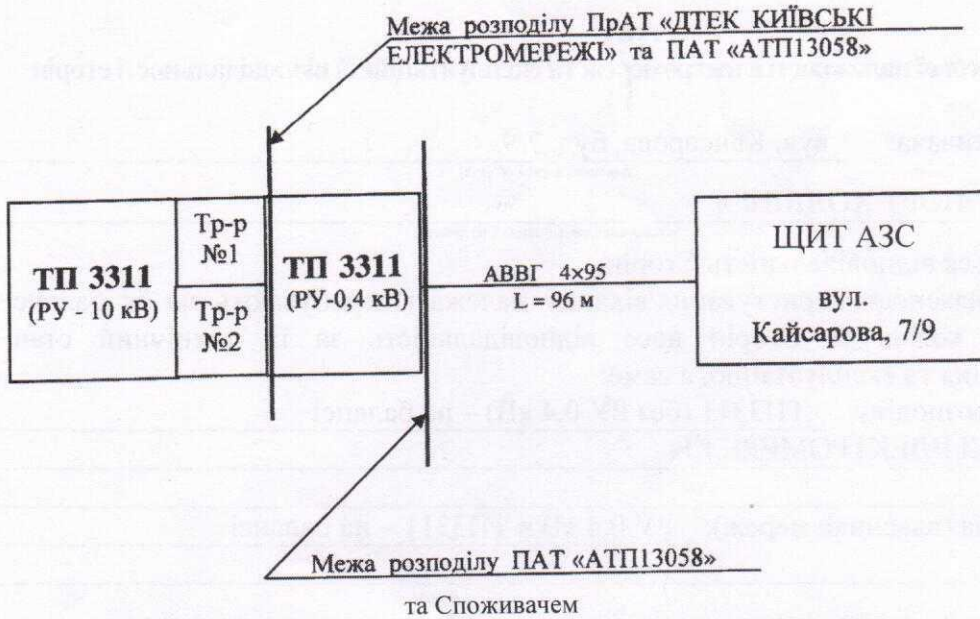 Межа розподілу ПрАТ «ДТЕК КИЇВСЬКІ
ЕЛЕКТРОМЕРЕЖІ» та ПАТ «АТП13058»
ТП 3311
(РУ - 10 кВ)
Тр-р
№1
Тр-р
№2
ТП 3311
(РУ-0,4 кВ)
АВВГ 4×95
L = 96 м
ЩИТ АЗС
вул.
Кайсарова, 7/9
Межа розподілу ПАТ «АТП13058»
та Споживачем